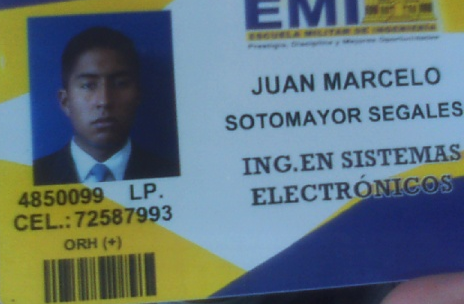 EMI
ESCUELA MILITAR DE INGENIERÍA
Prestigio, Disciplina y Mejores Oportunidades
JUAN MARCELO
SOTOMAYOR SEGALES
ING.EN SISTEMAS
ELECTRÓNICOS
4850099 LP.
CEL.:72587993
ORH (+)